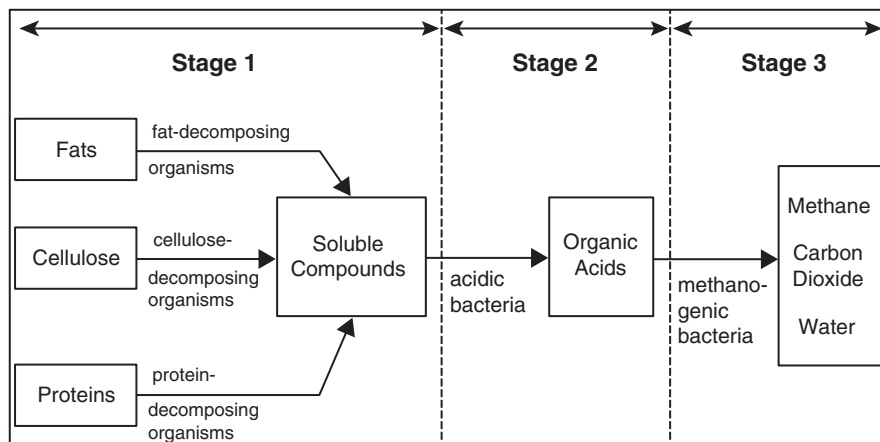 Stage 1
Stage 2
Stage 3
Fats
fat-decomposing
organisms
Cellulose
cellulose-
decomposing
organisms
Proteins
protein-
decomposing
organisms
Soluble
Compounds
acidic
bacteria
Organic
Acids
methano-
genic
bacteria
Methane
Carbon
Dioxide
Water